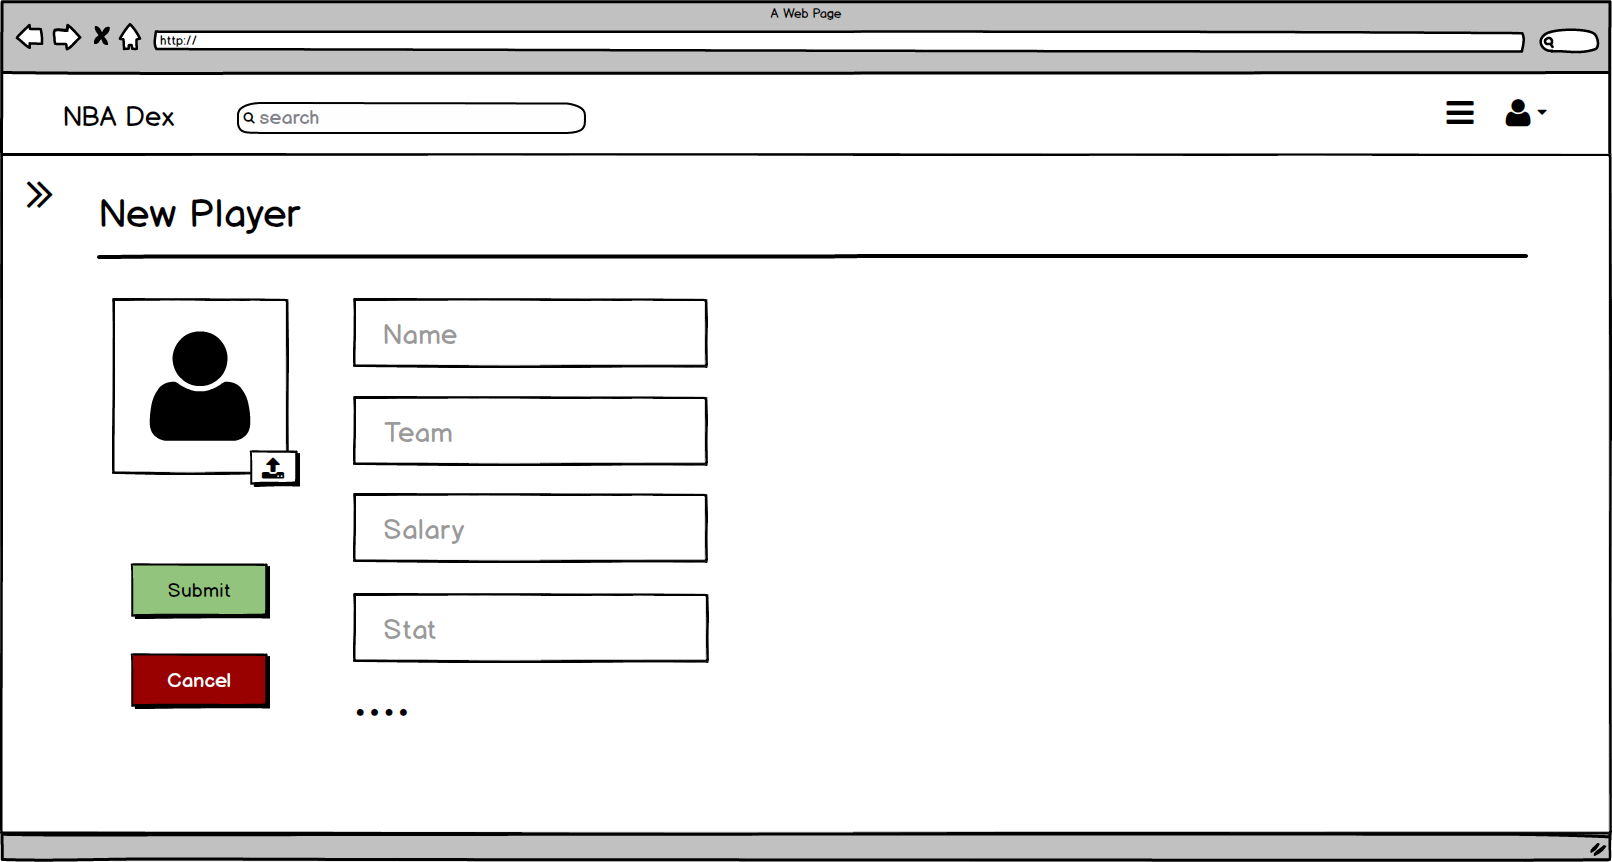 A Web Page
http://
NBA Dex
search
New Player
Name
Team
Salary
Stat
Submit
Cancel
....